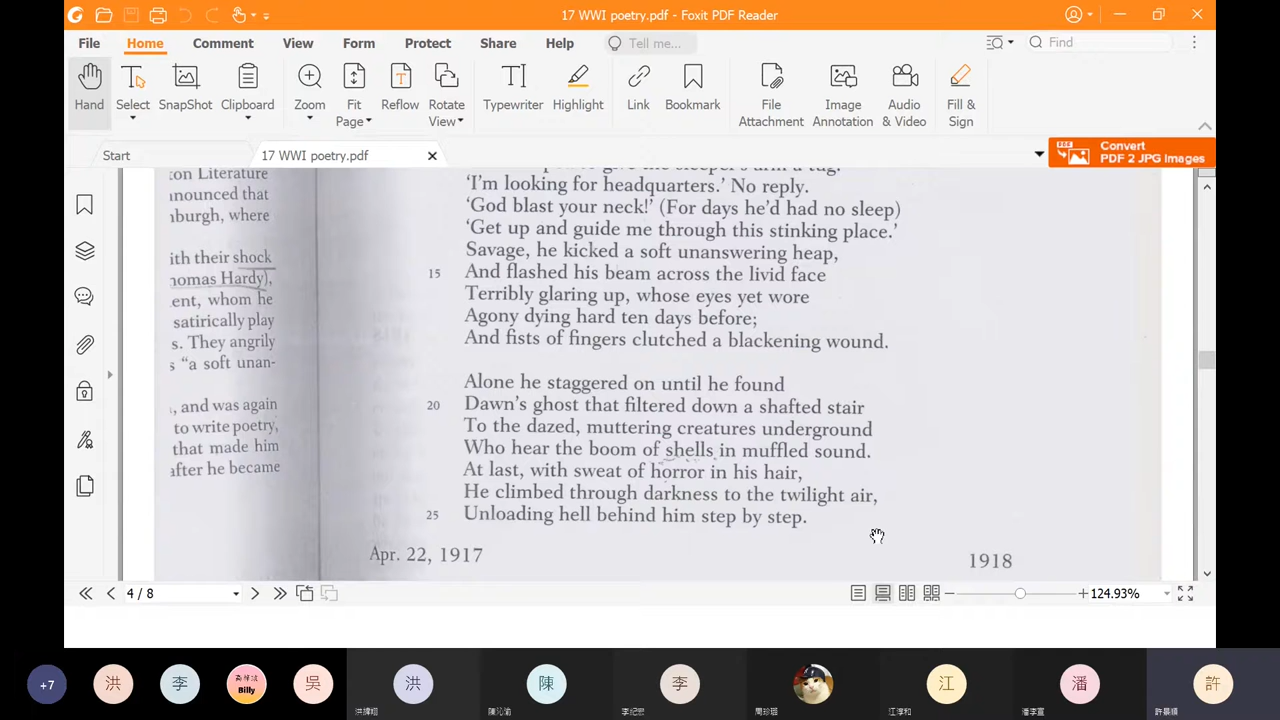 17 WWI poetry.pdf - Foxit PDF Reader
File Home Comment View Form Protect Share Help Tell me... Find
Hand Select SnapShot Clipboard Zoom Fit Page Reflow Rotate View Typewriter Highlight Link Bookmark File Attachment Image Annotation Audio & Video Fill & Sign
Start 17 WWI poetry.pdf
Convert
PDF 2 JPG Images
on Literature
nounced that
burgh, where
ith their shock
homas Hardy),
ent, whom he
satirically play
s. They angrily
s “a soft unan-
, and was again
to write poetry,
that made him
after he became
‘I’m looking for headquarters.’ No reply.
‘God blast your neck!’ (For days he’d had no sleep)
‘Get up and guide me through this stinking place.’
Savage, he kicked a soft unanswering heap,
15 And flashed his beam across the livid face
Terribly glaring up, whose eyes yet wore
Agony dying hard ten days before;
And fists of fingers clutched a blackening wound.
Alone he staggered on until he found
20 Dawn’s ghost that filtered down a shafted stair
To the dazed, muttering creatures underground
Who hear the boom of shells in muffled sound.
At last, with sweat of horror in his hair,
He climbed through darkness to the twilight air,
25 Unloading hell behind him step by step.
Apr. 22, 1917 1918
4 / 8 124.93%
+7 洪 李 Billy 吳 洪 陳 李 江 潘 許